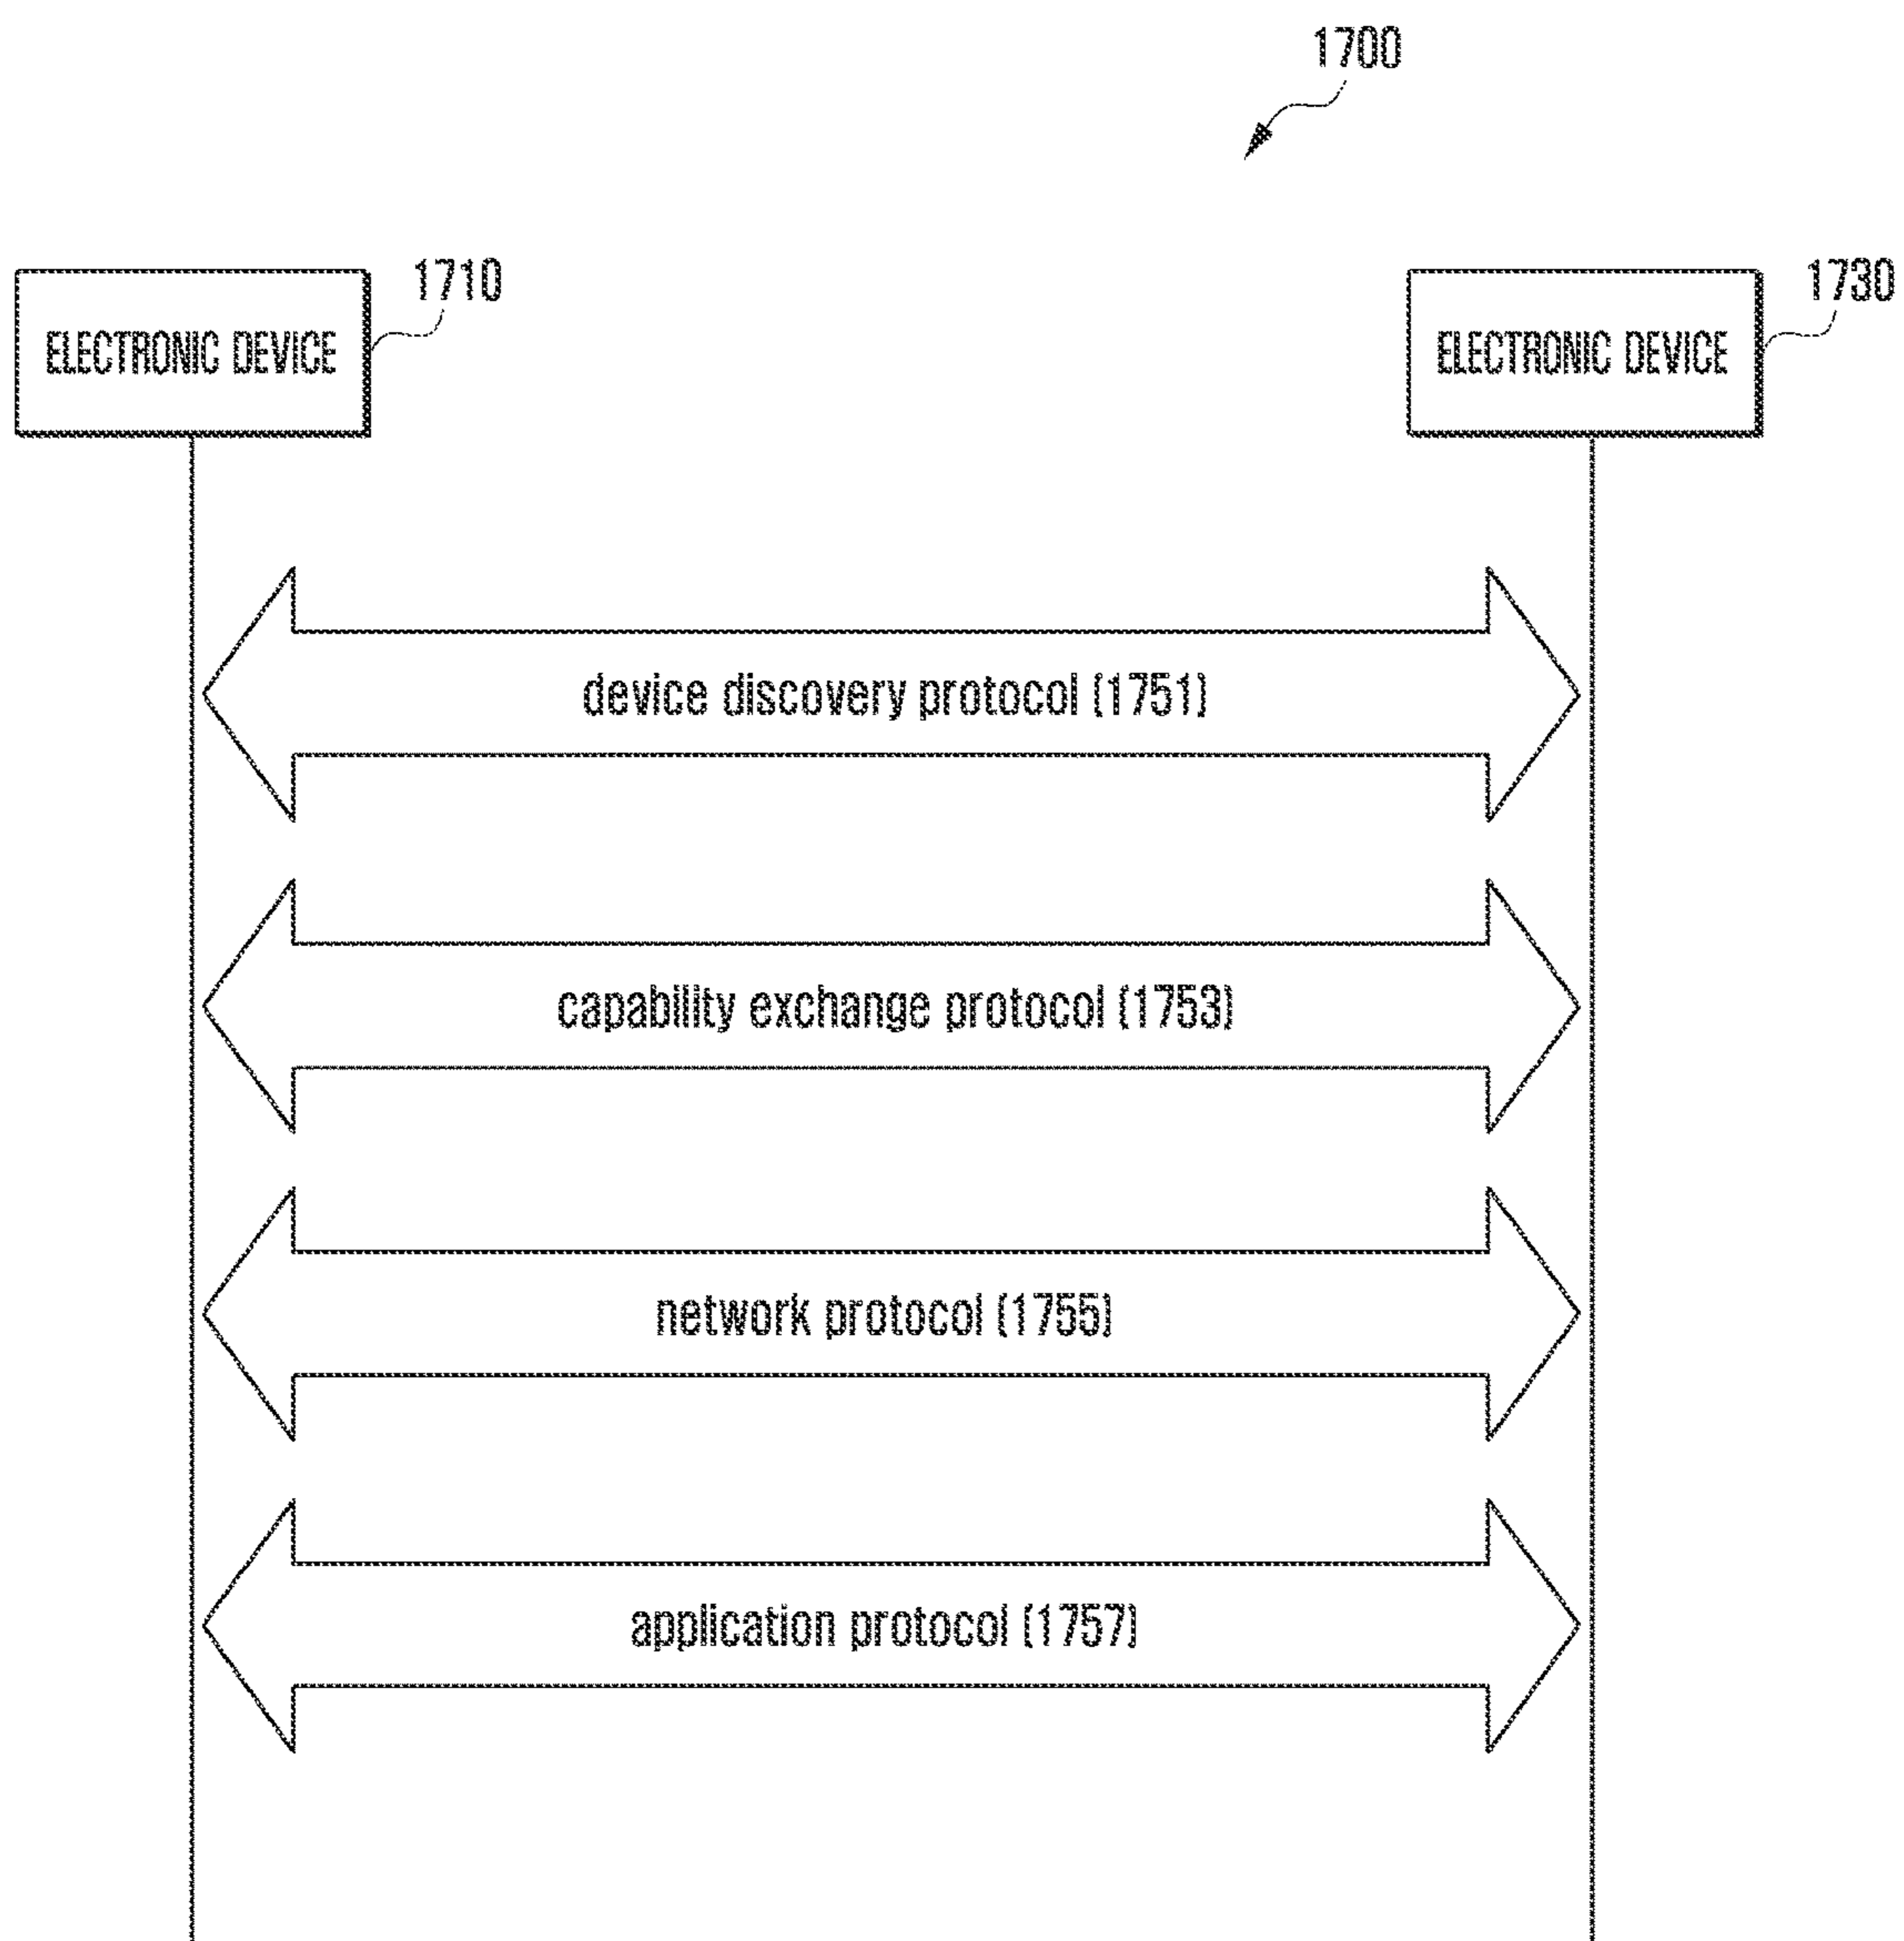 1700
1710
1730
ELECTRONIC DEVICE
ELECTRONIC DEVICE
device discovery protocol (1751)
capability exchange protocol (1753)
network protocol (1755)
application protocol (1757)